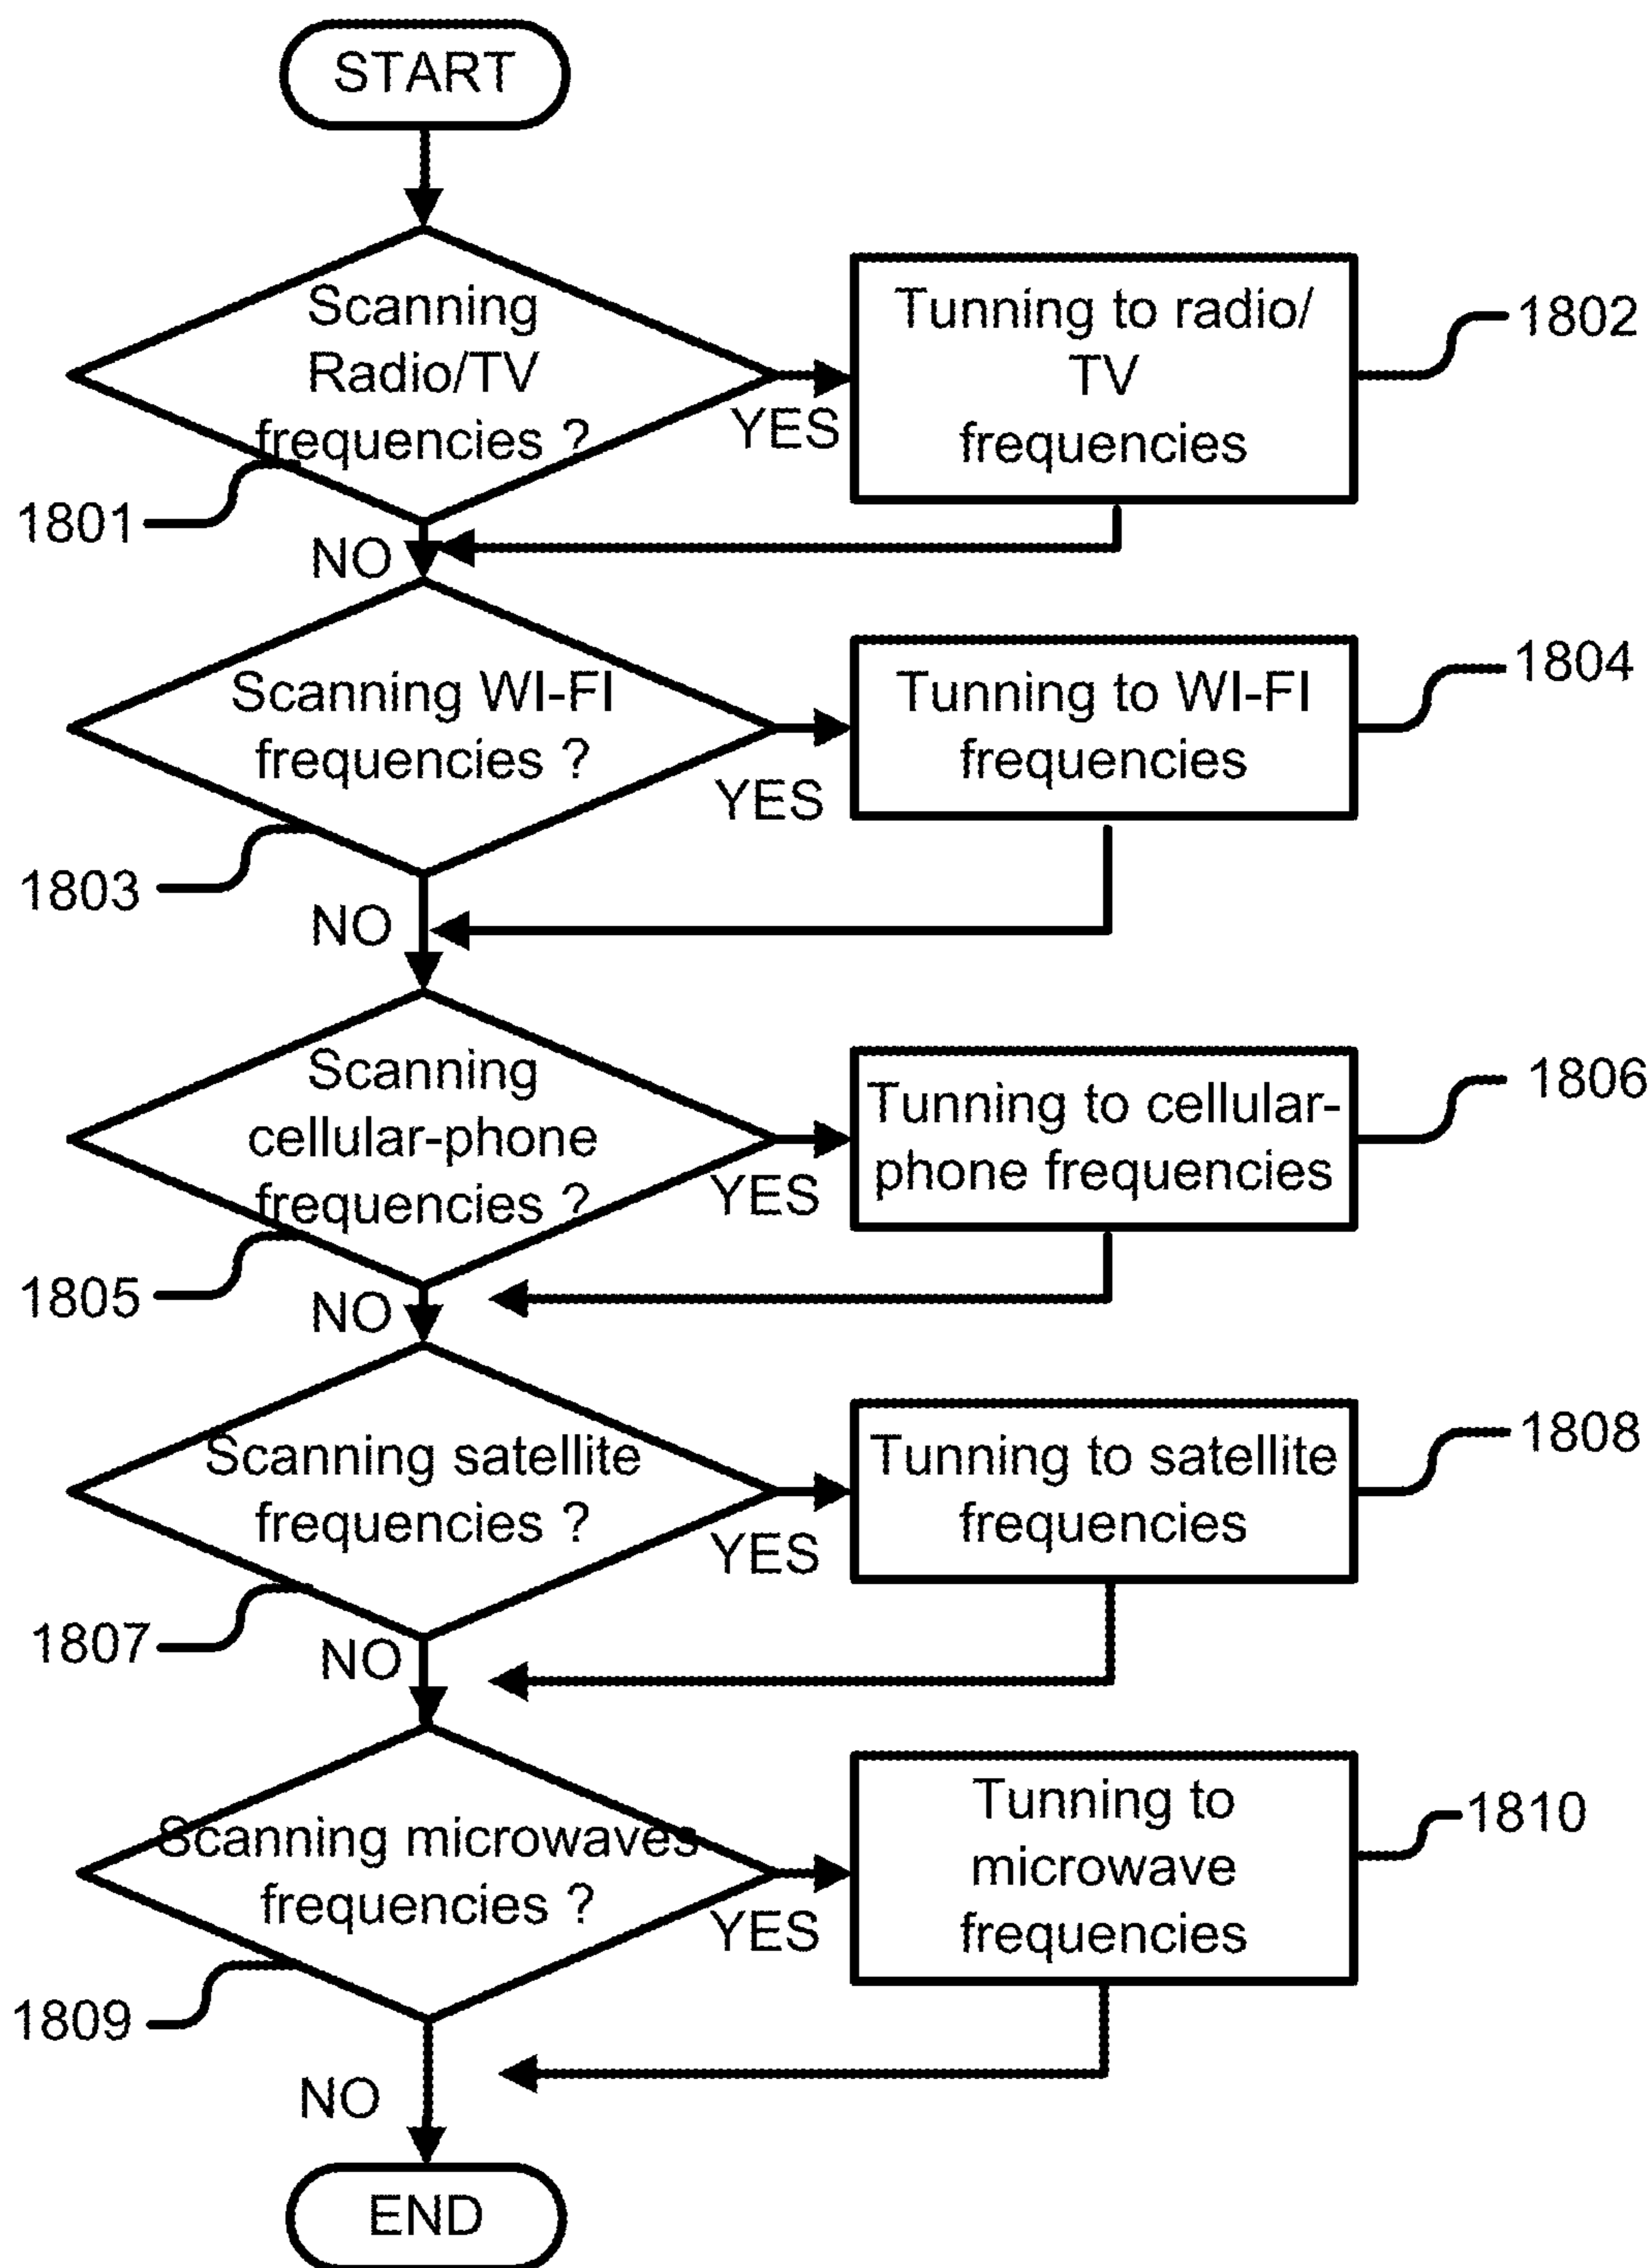 START
Scanning
Radio/TV
frequencies ?
YES
Tunning to radio/
TV
frequencies
1802
1801
NO
Scanning WI-FI
frequencies ?
YES
Tunning to WI-FI
frequencies
1804
1803
NO
Scanning
cellular-phone
frequencies ?
YES
Tunning to cellular-
phone frequencies
1806
1805
NO
Scanning satellite
frequencies ?
YES
Tunning to satellite
frequencies
1808
1807
NO
Scanning microwaves
frequencies ?
YES
Tunning to
microwave
frequencies
1810
1809
NO
END